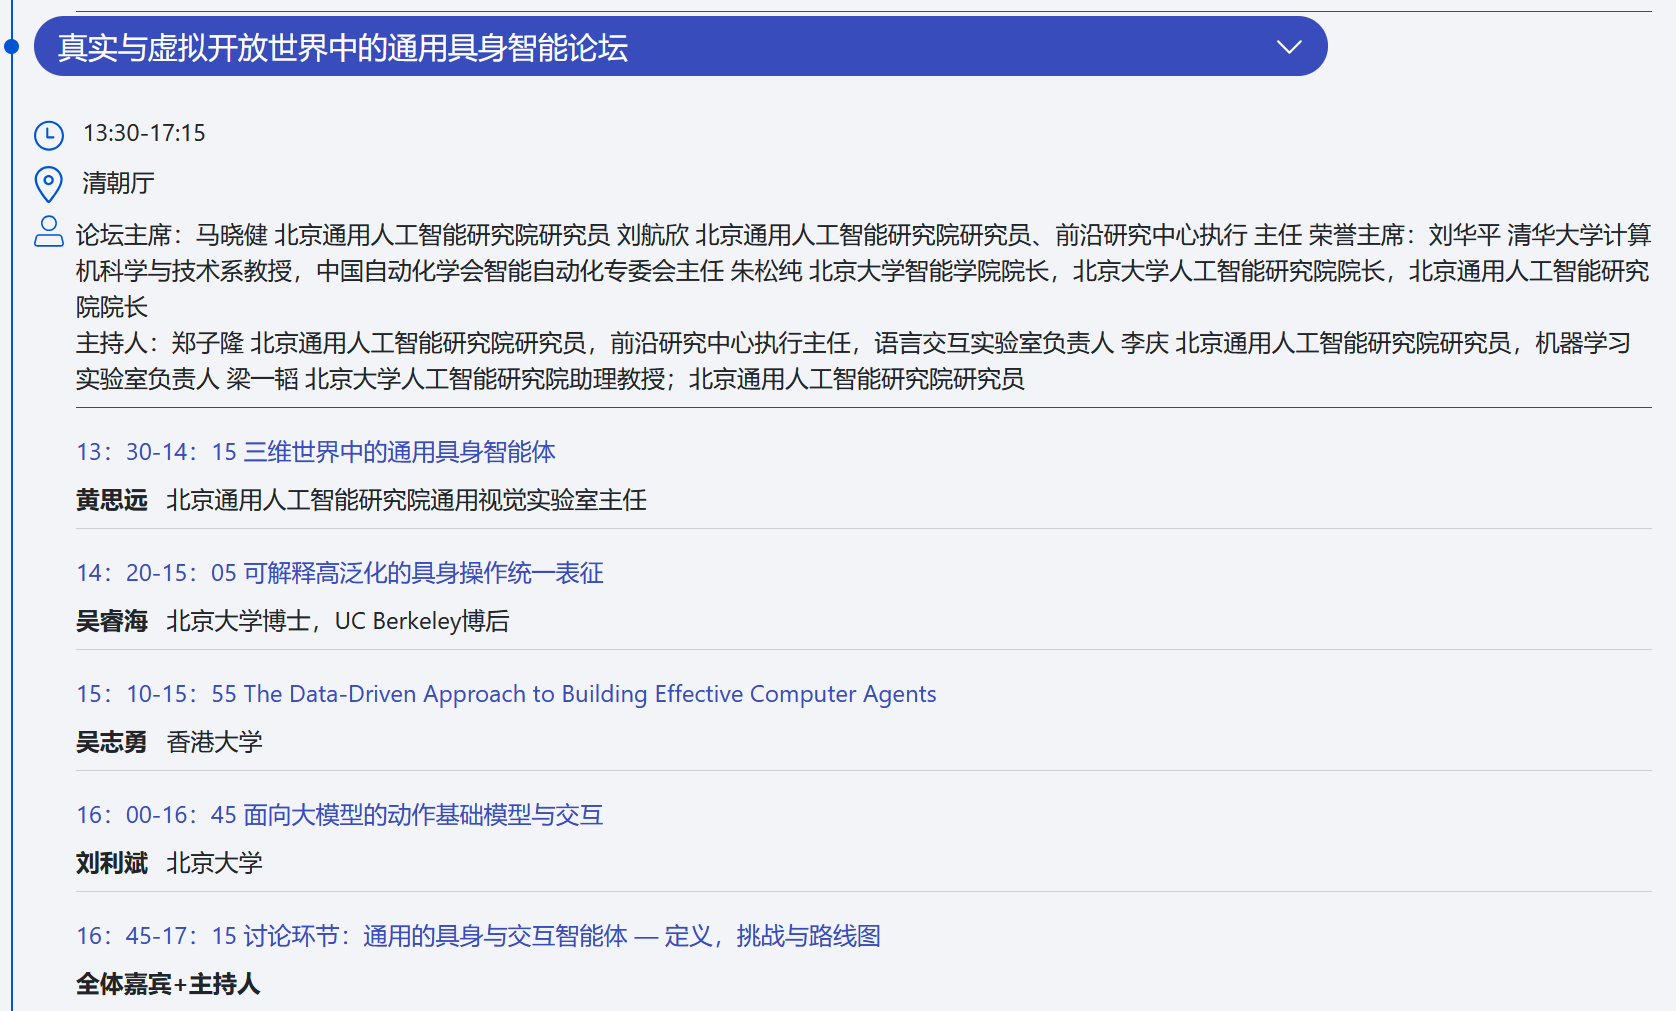 真实与虚拟开放世界中的通用具身智能论坛
13:30-17:15
清朝厅
论坛主席：马晓健 北京通用人工智能研究院研究员 刘航欣 北京通用人工智能研究院研究员、前沿研究中心执行 主任 荣誉主席：刘华平 清华大学计算
机科学与技术系教授，中国自动化学会智能自动化专委会主任 朱松纯 北京大学智能学院院长，北京大学人工智能研究院院长，北京通用人工智能研究
院院长
主持人：郑子隆 北京通用人工智能研究院研究员，前沿研究中心执行主任，语言交互实验室负责人 李庆 北京通用人工智能研究院研究员，机器学习
实验室负责人 梁一韬 北京大学人工智能研究院助理教授；北京通用人工智能研究院研究员
13：30-14：15 三维世界中的通用具身智能体
黄思远 北京通用人工智能研究院通用视觉实验室主任
14：20-15：05 可解释高泛化的具身操作统一表征
吴睿海 北京大学博士，UC Berkeley博后
15：10-15：55 The Data-Driven Approach to Building Effective Computer Agents
吴志勇 香港大学
16：00-16：45 面向大模型的动作基础模型与交互
刘利斌 北京大学
16：45-17：15 讨论环节：通用的具身与交互智能体 — 定义，挑战与路线图
全体嘉宾+主持人